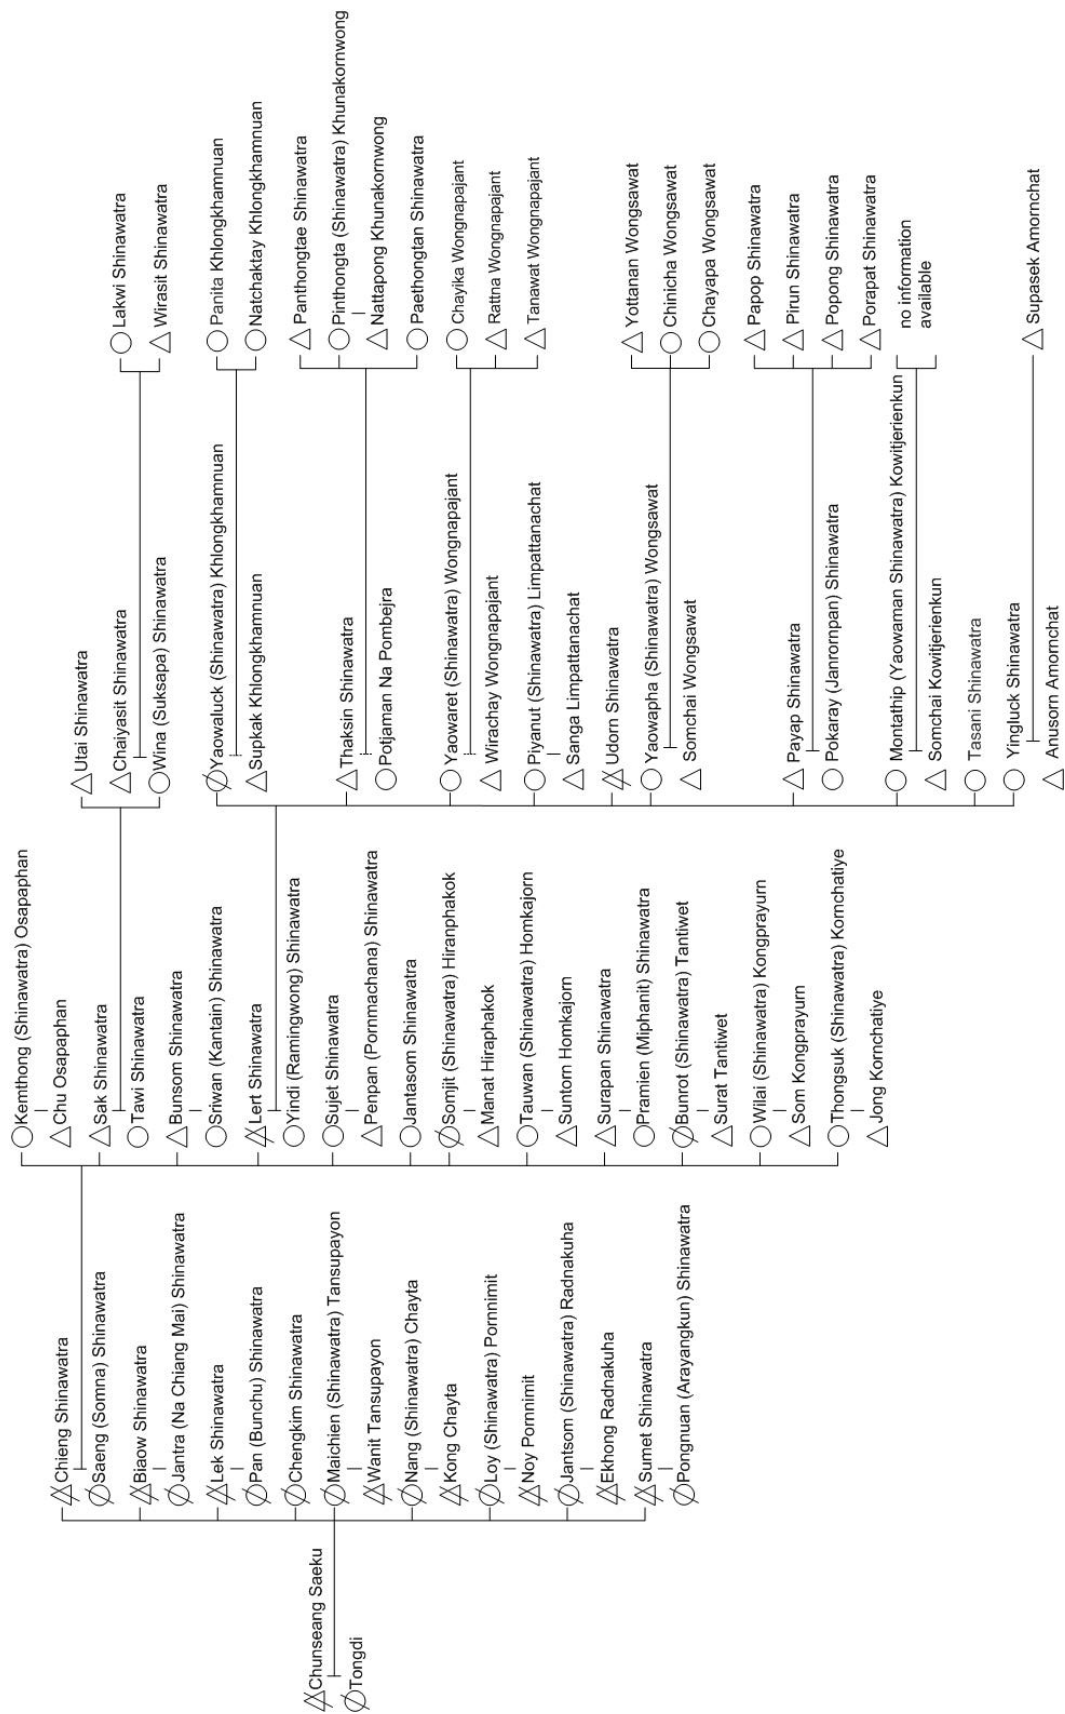 Chunseang Saeku
Tongdi
Chieng Shinawatra
Saeng (Somna) Shinawatra
Biaow Shinawatra
Jantra (Na Chiang Mai) Shinawatra
Lek Shinawatra
Pan (Bunchu) Shinawatra
Chengkim Shinawatra
Maichien (Shinawatra) Tansupayon
Wanit Tansupayon
Nang (Shinawatra) Chayta
Kong Chayta
Loy (Shinawatra) Pornnimit
Noy Pornnimit
Jantsom (Shinawatra) Radnakuha
Ekhong Radnakuha
Sumet Shinawatra
Pongnuan (Arayangkun) Shinawatra
Kemthong (Shinawatra) Osapaphan
Chu Osapaphan
Sak Shinawatra
Tawi Shinawatra
Bunsom Shinawatra
Sriwan (Kantain) Shinawatra
Lert Shinawatra
Yindi (Ramingwong) Shinawatra
Sujet Shinawatra
Penpan (Pornmachana) Shinawatra
Jantasom Shinawatra
Somjit (Shinawatra) Hiranphakok
Manat Hiraphakok
Tauwan (Shinawatra) Homkajorn
Suntorn Homkajorn
Surapan Shinawatra
Pramien (Miphanit) Shinawatra
Bunrot (Shinawatra) Tantiwet
Surat Tantiwet
Wilai (Shinawatra) Kongprayurn
Som Kongprayurn
Thongsuk (Shinawatra) Kornchatiye
Jong Kornchatiye
Utai Shinawatra
Chaiyasit Shinawatra
Wina (Suksapa) Shinawatra
Yaowaluck (Shinawatra) Khlongkhamnuan
Supkak Khlongkhamnuan
Thaksin Shinawatra
Potjaman Na Pombejra
Yaowaret (Shinawatra) Wongnapajant
Wirachay Wongnapajant
Piyanut (Shinawatra) Limpattanachat
Sanga Limpattanachat
Udorn Shinwatra
Yaowapha (Shinawatra) Wongsawat
Somchai Wongsawat
Payap Shinawatra
Pokaray (Janrornpan) Shinawatra
Montathip (Yaowaman Shinawatra) Kowitjerienkun
Somchai Kowitjerienkun
Tasani Shinawatra
Yingluck Shinawatra
Anusorn Amornchat
Lakwi Shinawatra
Wirasit Shinawatra
Panita Khlongkhamnuan
Natchaktay Khlongkhamnuan
Panthongtae Shinawatra
Pinthongta (Shinawatra) Khunakornwong
Nattapong Khunakornwong
Paethongtan Shinawatra
Chayika Wongnapajant
Rattna Wongnapajant
Tanawat Wongnapajant
Yottanan Wongsawat
Chinicha Wongsawat
Chayapa Wongsawat
Papop Shinawatra
Pirun Shinawatra
Popong Shinawatra
Porapat Shinawatra
no information
available
Supasek Amornchat